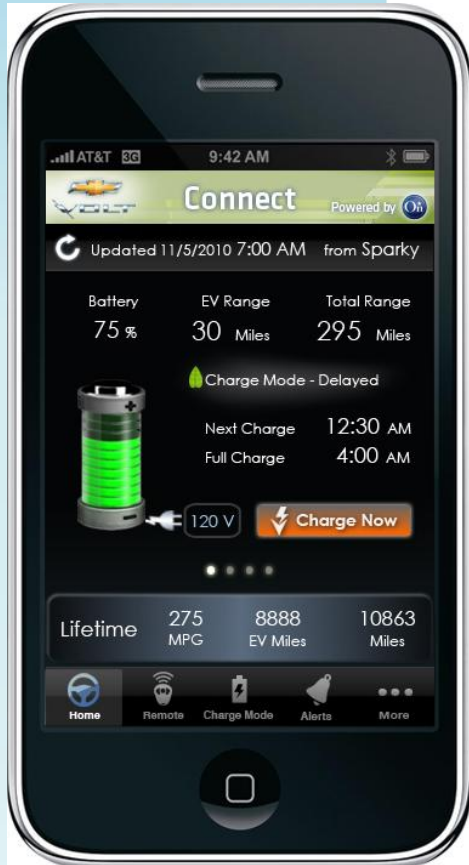 AT&T 3G 9:42 AM
VOLT Connect Powered by On
Updated 11/5/2010 7:00 AM from Sparky
Battery EV Range Total Range
75 % 30 Miles 295 Miles
Charge Mode - Delayed
Next Charge 12:30 AM
Full Charge 4:00 AM
+
-
120 V Charge Now
Lifetime 275 8888 10863
MPG EV Miles Miles
Home Remote Charge Mode Alerts More